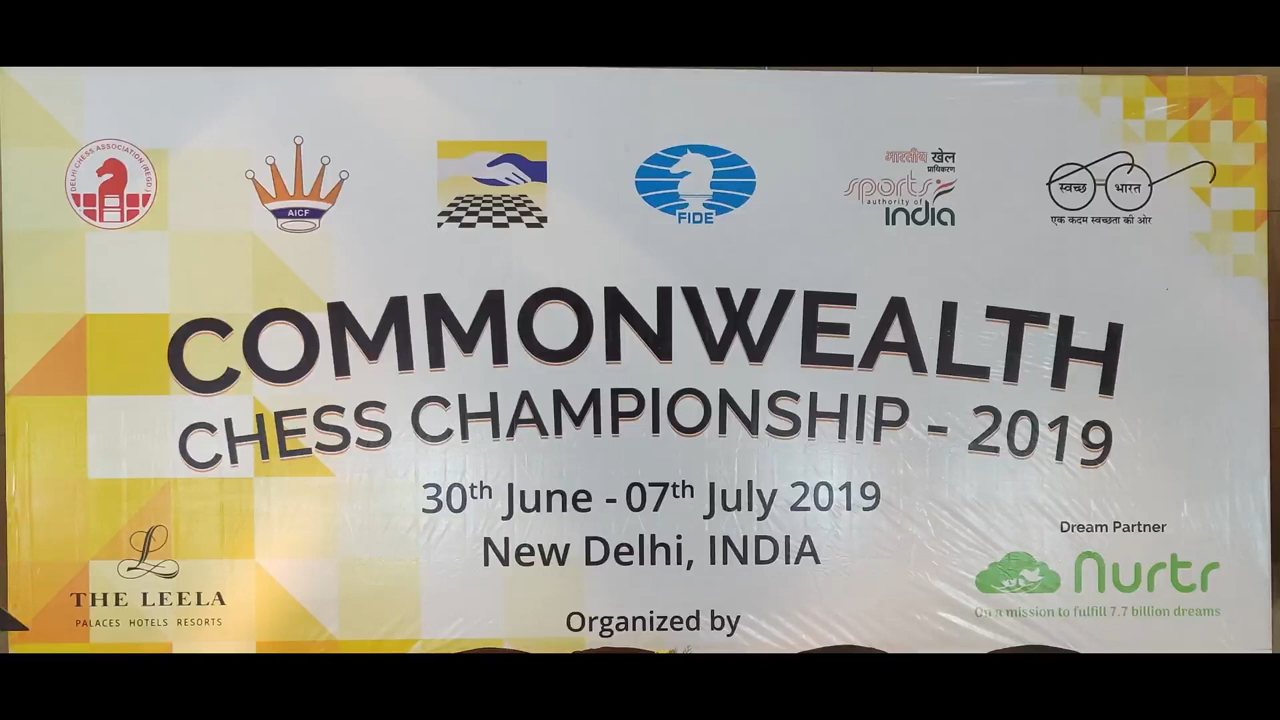 DELHI CHESS ASSOCIATION (REGD.)
AICF
FIDE
भारतीय खेल
प्राधिकरण
sports
authority of
india
स्वच्छ भारत
एक कदम स्वच्छता की ओर
COMMONWEALTH
CHESS CHAMPIONSHIP - 2019
30th June - 07th July 2019
New Delhi, INDIA
THE LEELA
PALACES HOTELS RESORTS
Dream Partner
Nurtr
On a mission to fulfill 7.7 billion dreams
Organized by